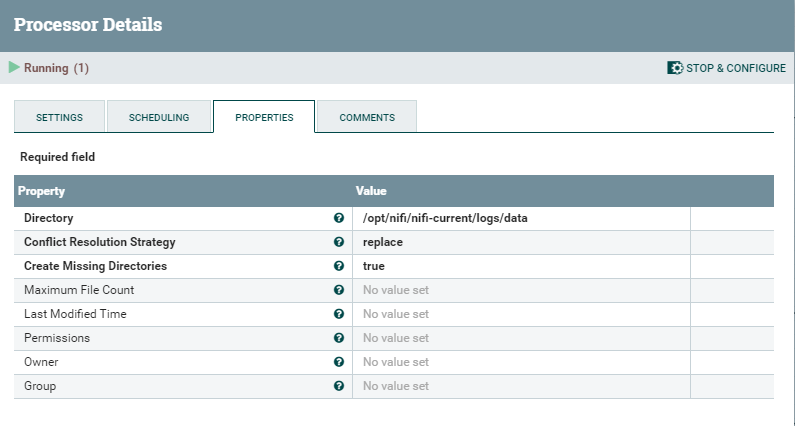 Processor Details
Running (1) STOP & CONFIGURE
SETTINGS SCHEDULING PROPERTIES COMMENTS
Required field
Property Value
Directory ? /opt/nifi/nifi-current/logs/data
Conflict Resolution Strategy ? replace
Create Missing Directories ? true
Maximum File Count ? No value set
Last Modified Time ? No value set
Permissions ? No value set
Owner ? No value set
Group ? No value set